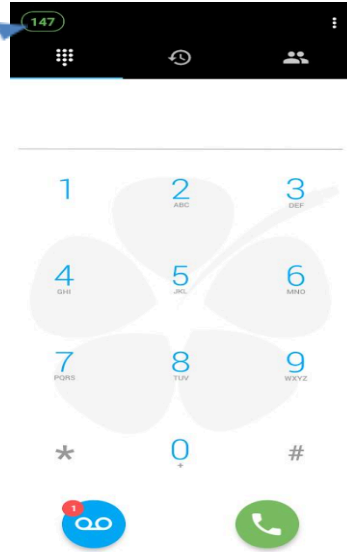 147
1 2 3
ABC DEF
4 5 6
GHI JKL MNO
7 8 9
PQRS TUV WXYZ
* 0 #
+
1